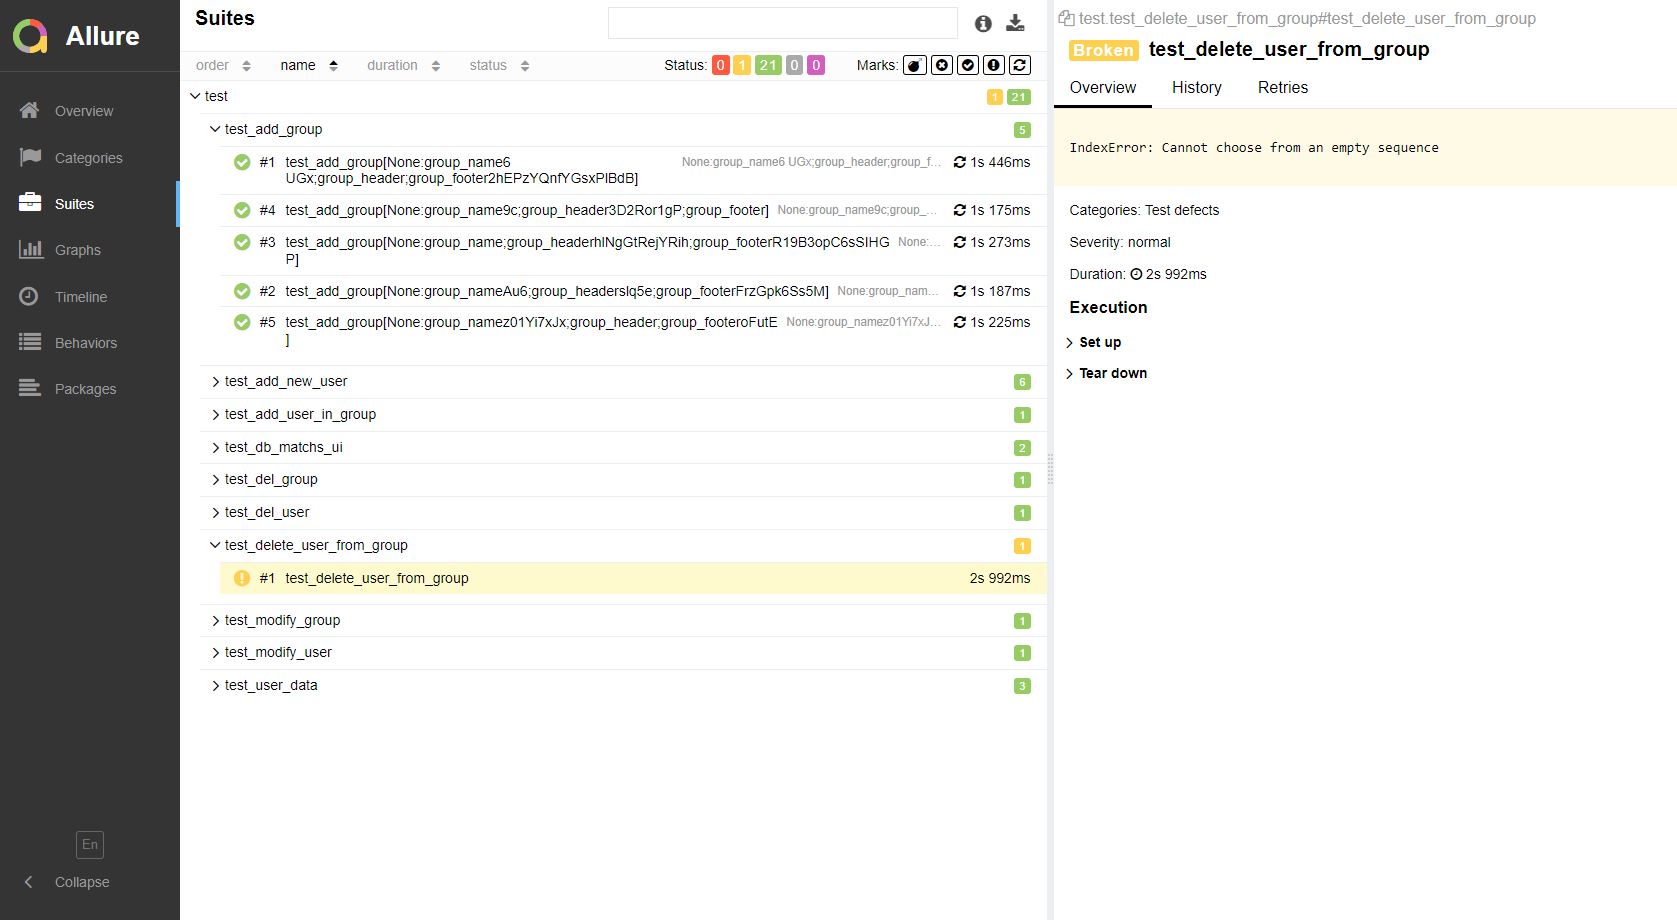 Allure
Overview
Categories
Suites
Graphs
Timeline
Behaviors
Packages
En
Collapse
Suites
order name duration status Status: 0 1 21 0 0 Marks:
test 1 21
test_add_group 5
#1 test_add_group[None:group_name6 None:group_name6 UGx;group_header;group_f... 1s 446ms
UGx;group_header;group_footer2hEPzYQnfYGsxPlBdB]
#4 test_add_group[None:group_name9c;group_header3D2Ror1gP;group_footer] None:group_name9c;group_... 1s 175ms
#3 test_add_group[None:group_name;group_headerhlNgGtRejYRih;group_footerR19B3opC6sSIHG None:... 1s 273ms
P]
#2 test_add_group[None:group_nameAu6;group_headerslq5e;group_footerFrzGpk6Ss5M] None:group_nam... 1s 187ms
#5 test_add_group[None:group_namez01Yi7xJx;group_header;group_footeroFutE None:group_namez01Yi7xJ... 1s 225ms
]
test_add_new_user 6
test_add_user_in_group 1
test_db_matchs_ui 2
test_del_group 1
test_del_user 1
test_delete_user_from_group 1
#1 test_delete_user_from_group 2s 992ms
test_modify_group 1
test_modify_user 1
test_user_data 3
test.test_delete_user_from_group#test_delete_user_from_group
Broken test_delete_user_from_group
Overview History Retries
IndexError: Cannot choose from an empty sequence
Categories: Test defects
Severity: normal
Duration: 2s 992ms
Execution
Set up
Tear down